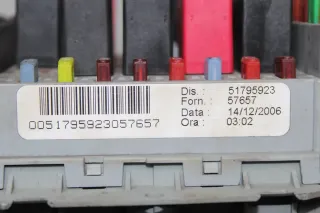 Dis. : 51795923
Forn. : 57657
Data : 14/12/2006
Ora : 03:02
0051795923057657